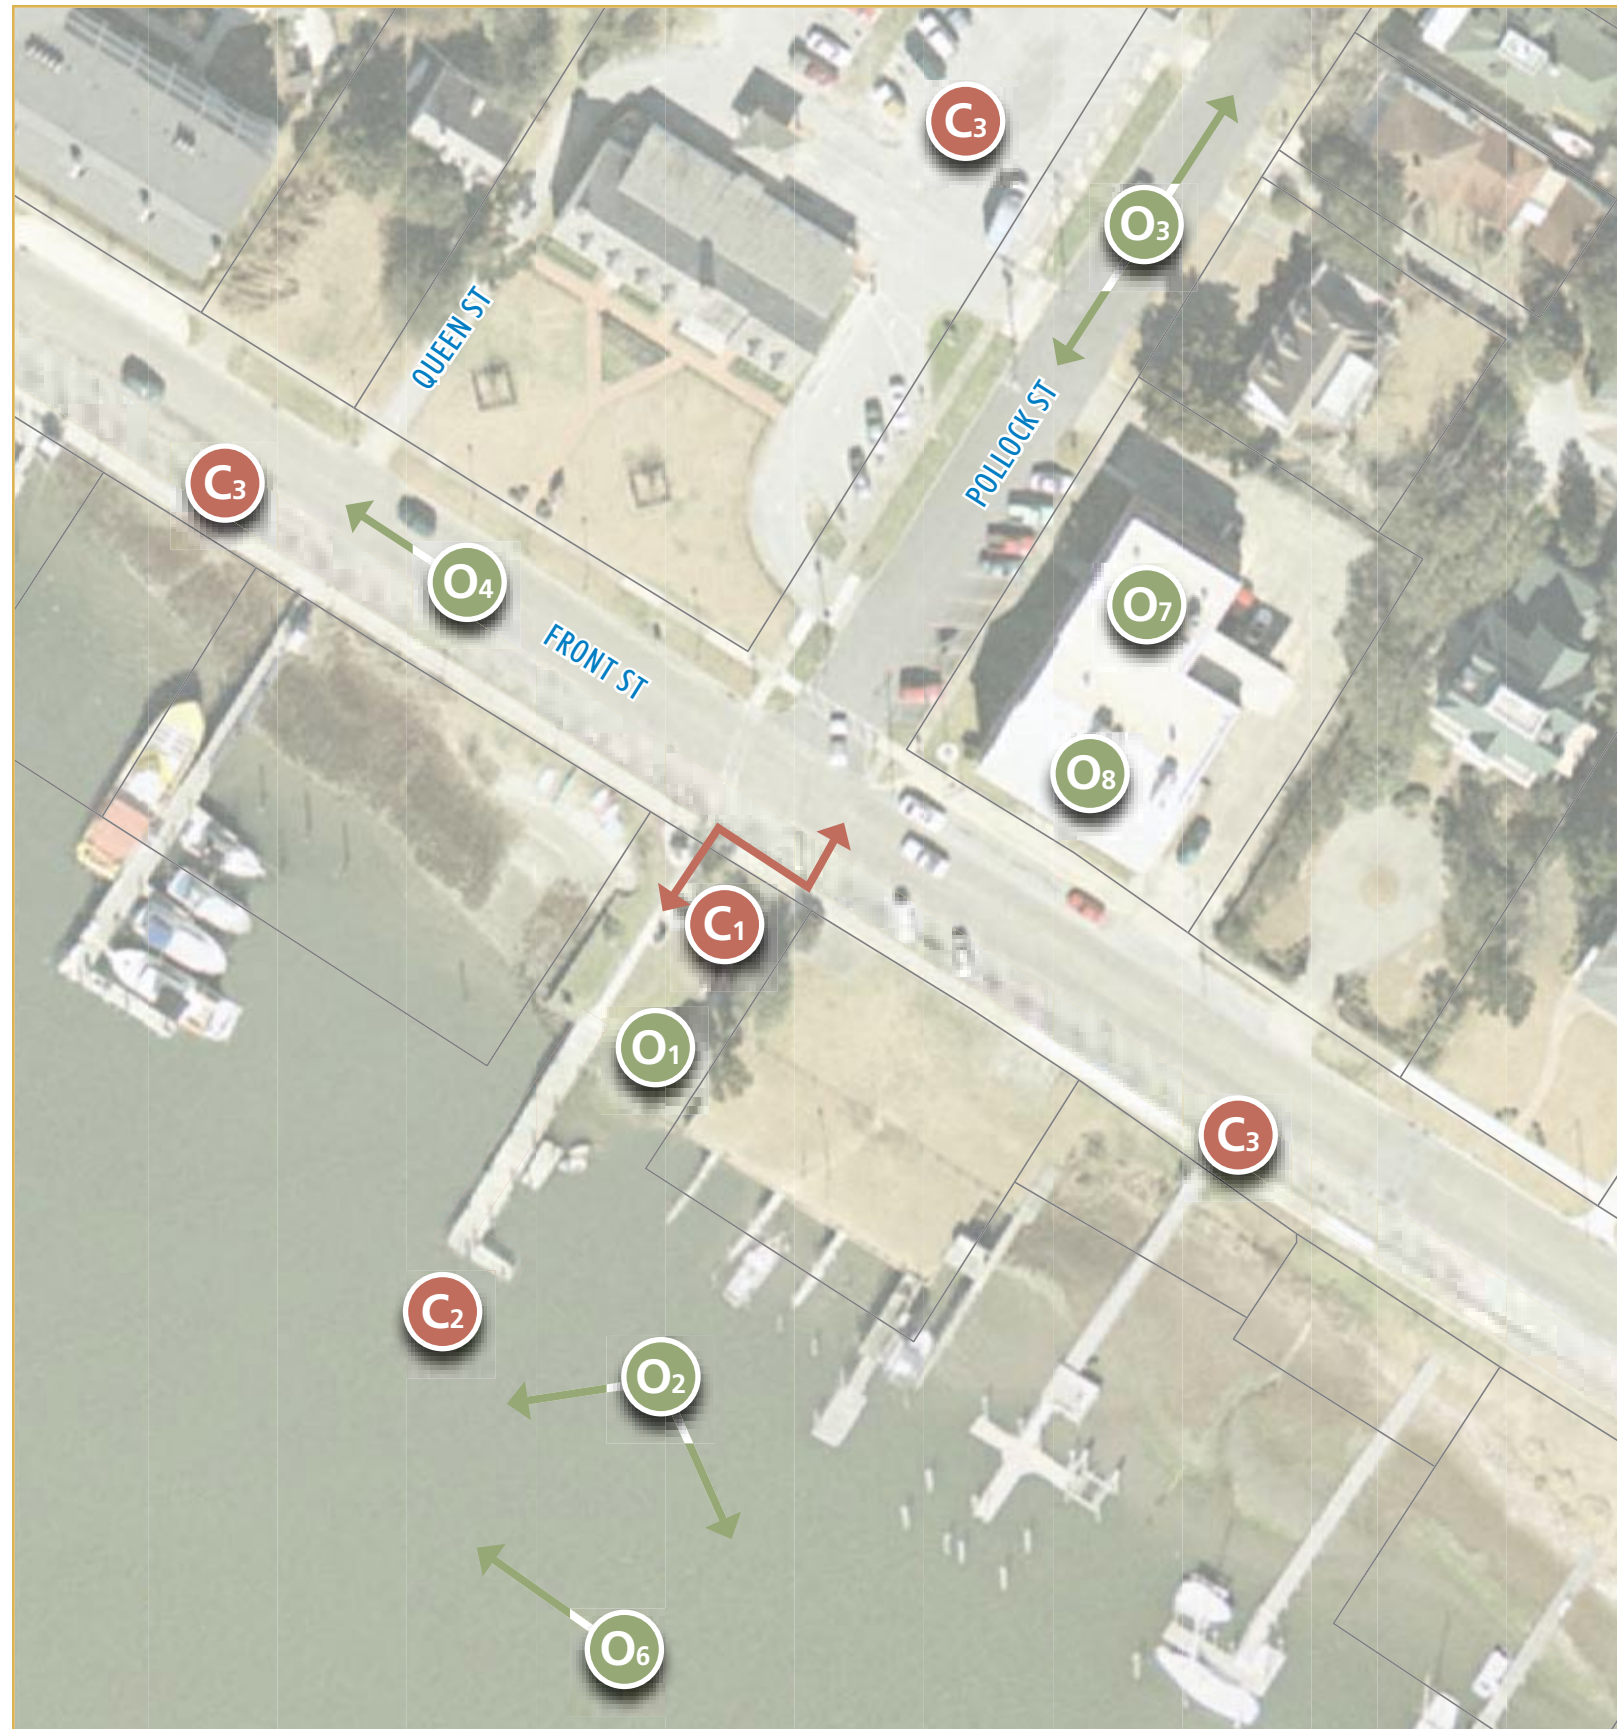 C3
O3
QUEEN ST
POLLOCK ST
C3
O4
O7
FRONT ST
O8
C1
O1
C3
C2
O2
O6